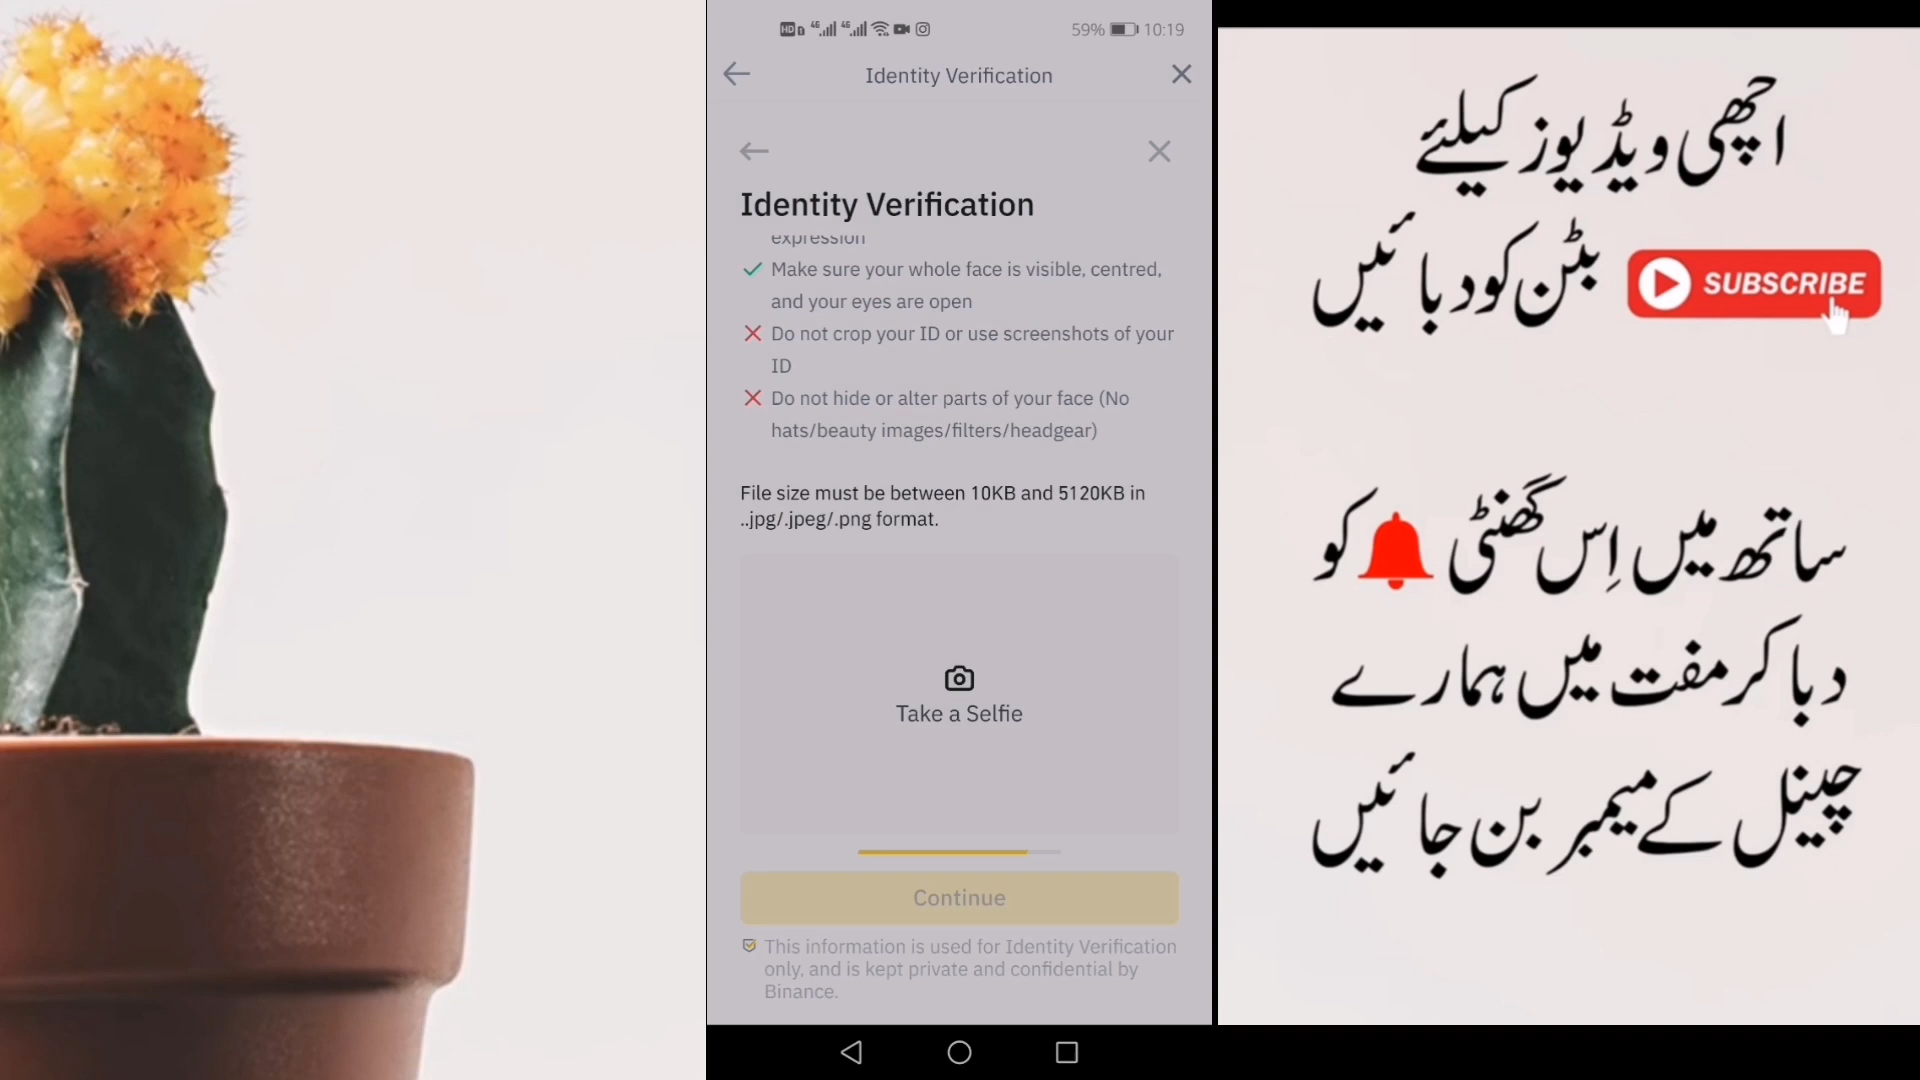 59% 10:19
Identity Verification
Identity Verification
expression
Make sure your whole face is visible, centred,
and your eyes are open
Do not crop your ID or use screenshots of your
ID
Do not hide or alter parts of your face (No
hats/beauty images/filters/headgear)
File size must be between 10KB and 5120KB in
..jpg/.jpeg/.png format.
Take a Selfie
Continue
This information is used for Identity Verification
only, and is kept private and confidential by
Binance.
اچھی ویڈیوز کیلئے
SUBSCRIBE بٹن کو دبائیں
ساتھ میں اِس گھنٹی کو
دبا کر مفت میں ہمارے
چینل کے میمبر بن جائیں